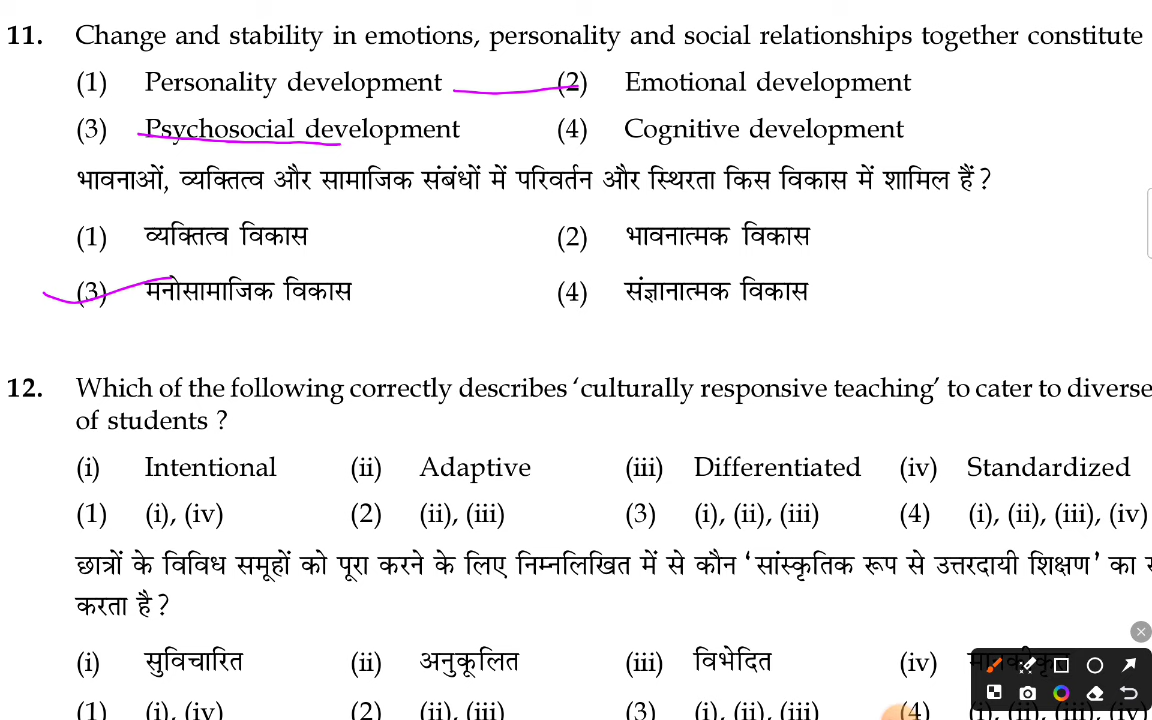 11. Change and stability in emotions, personality and social relationships together constitute
(1) Personality development (2) Emotional development
(3) Psychosocial development (4) Cognitive development
भावनाओं, व्यक्तित्व और सामाजिक संबंधों में परिवर्तन और स्थिरता किस विकास में शामिल हैं ?
(1) व्यक्तित्व विकास (2) भावनात्मक विकास
(3) मनोसामाजिक विकास (4) संज्ञानात्मक विकास
12. Which of the following correctly describes ‘culturally responsive teaching’ to cater to diverse
of students ?
(i) Intentional (ii) Adaptive (iii) Differentiated (iv) Standardized
(1) (i), (iv) (2) (ii), (iii) (3) (i), (ii), (iii) (4) (i), (ii), (iii), (iv)
छात्रों के विविध समूहों को पूरा करने के लिए निम्नलिखित में से कौन ‘सांस्कृतिक रूप से उत्तरदायी शिक्षण’ का
करता है ?
(i) सुविचारित (ii) अनुकूलित (iii) विभेदित (iv)
(1) (i), (iv) (2) (ii), (iii) (3) (i), (ii), (iii) (4) (i), (ii), (iii), (iv)